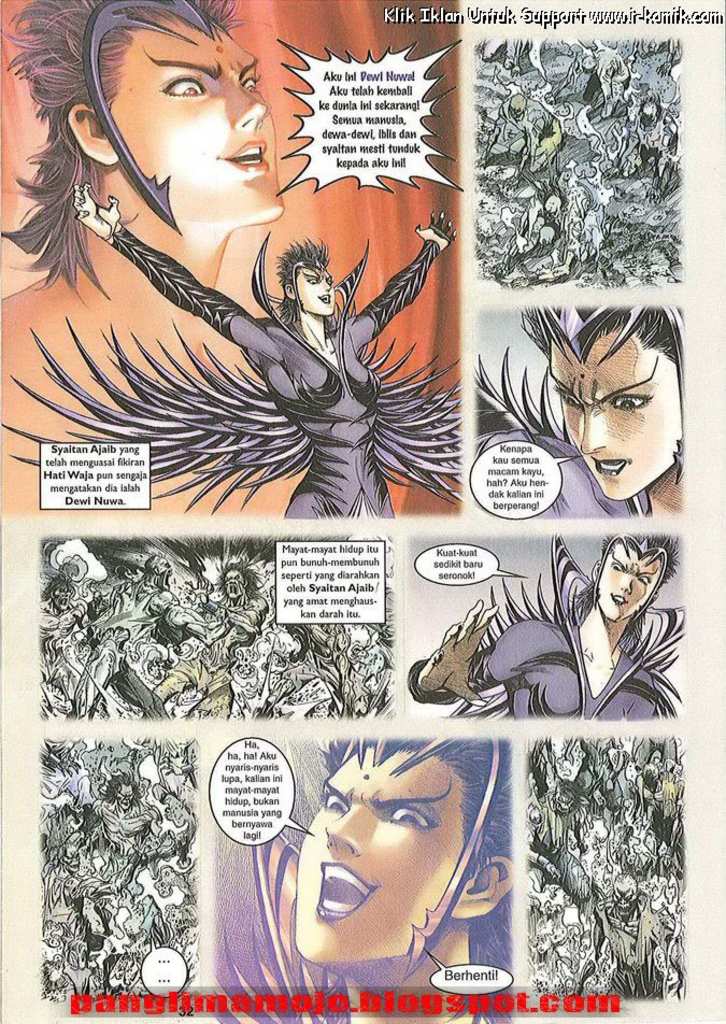 Klik Iklan Untuk Support www.i-komik.com
Aku ini Dewi Nuwa!
Aku telah kembali
ke dunia ini sekarang!
Semua manusia,
dewa-dewi, iblis dan
syaitan mesti tunduk
kepada aku ini!
Syaitan Ajaib yang
telah menguasai fikiran
Hati Waja pun sengaja
mengatakan dia ialah
Dewi Nuwa.
Kenapa
kau semua
macam kayu,
hah? Aku hen-
dak kalian ini
berperang!
Mayat-mayat hidup itu
pun bunuh-membunuh
seperti yang diarahkan
oleh Syaitan Ajaib
yang amat menghaus-
kan darah itu.
Kuat-kuat
sedikit baru
seronok!
...
...
Ha,
ha, ha! Aku
nyaris-nyaris
lupa, kalian ini
mayat-mayat
hidup, bukan
manusia yang
bernyawa
lagi!
Berhenti!
panglimamojo.blogspot.com
32